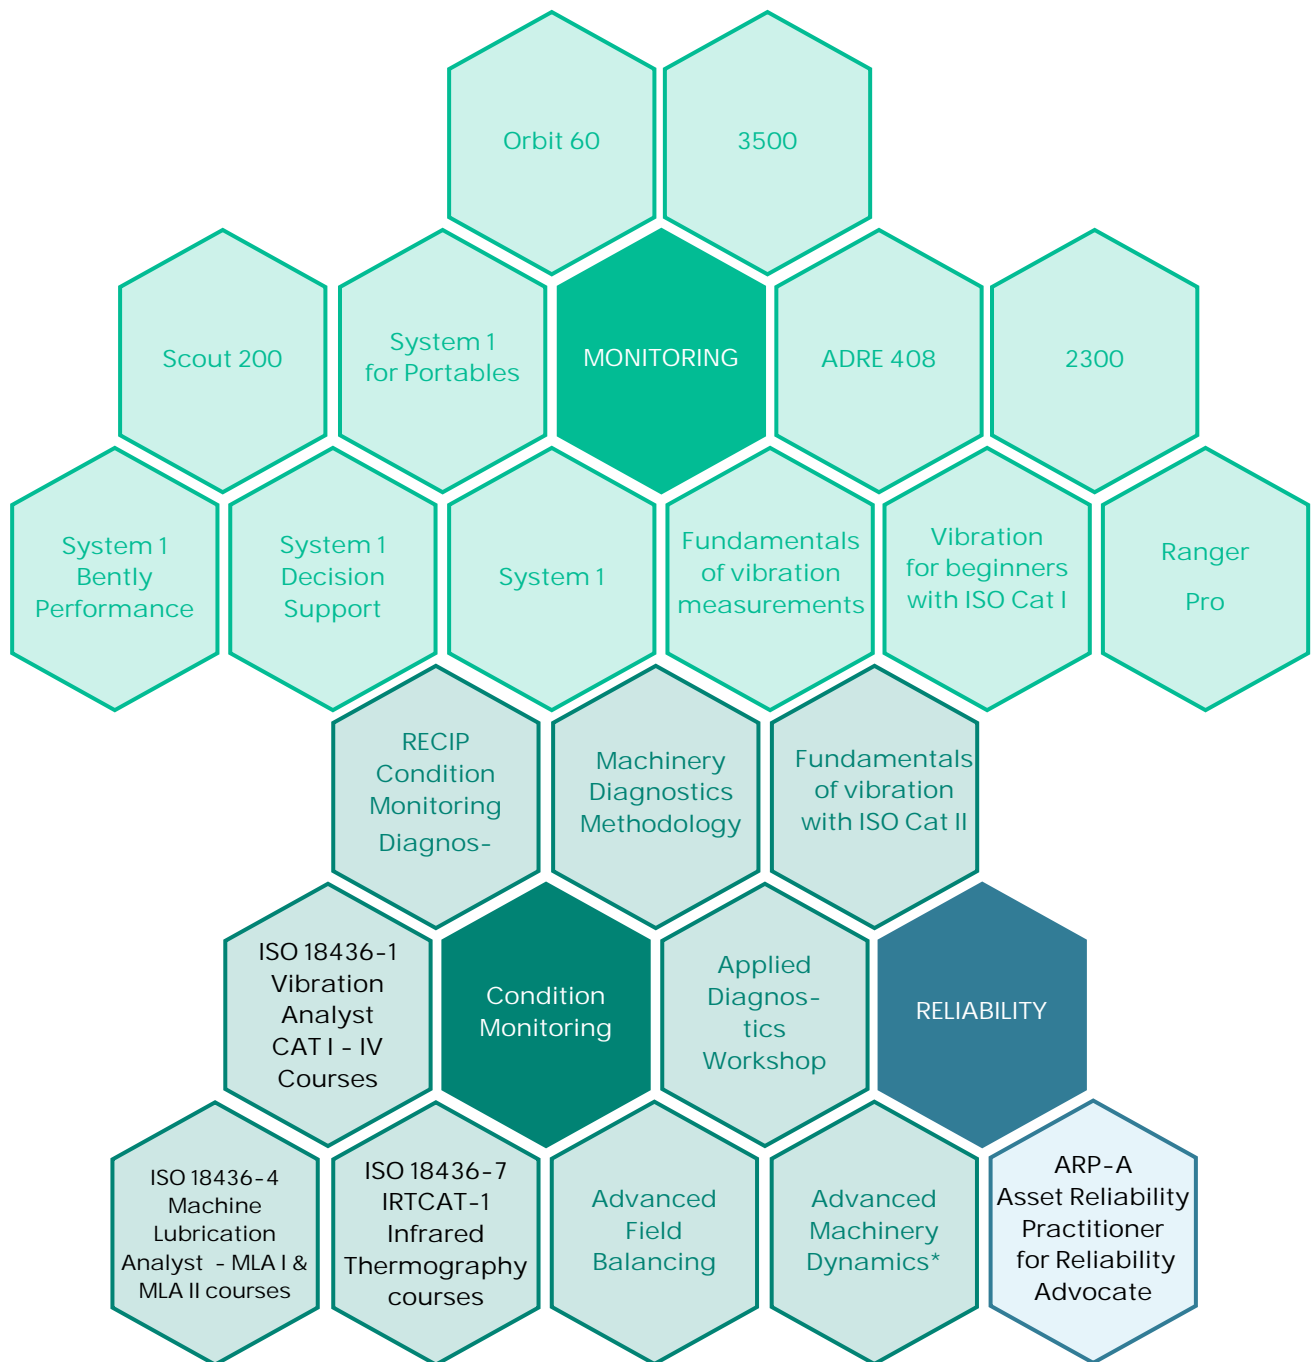 Orbit 60
3500
Scout 200
System 1
for Portables
MONITORING
ADRE 408
2300
System 1
Bently
Performance
System 1
Decision
Support
System 1
Fundamentals
of vibration
measurements
Vibration
for beginners
with ISO Cat I
Ranger
Pro
RECIP
Condition
Monitoring
Diagnos-
Machinery
Diagnostics
Methodology
Fundamentals
of vibration
with ISO Cat II
ISO 18436-1
Vibration
Analyst
CAT I - IV
Courses
Condition
Monitoring
Applied
Diagnos-
tics
Workshop
RELIABILITY
ISO 18436-4
Machine
Lubrication
Analyst - MLA I &
MLA II courses
ISO 18436-7
IRTCAT-1
Infrared
Thermography
courses
Advanced
Field
Balancing
Advanced
Machinery
Dynamics*
ARP-A
Asset Reliability
Practitioner
for Reliability
Advocate